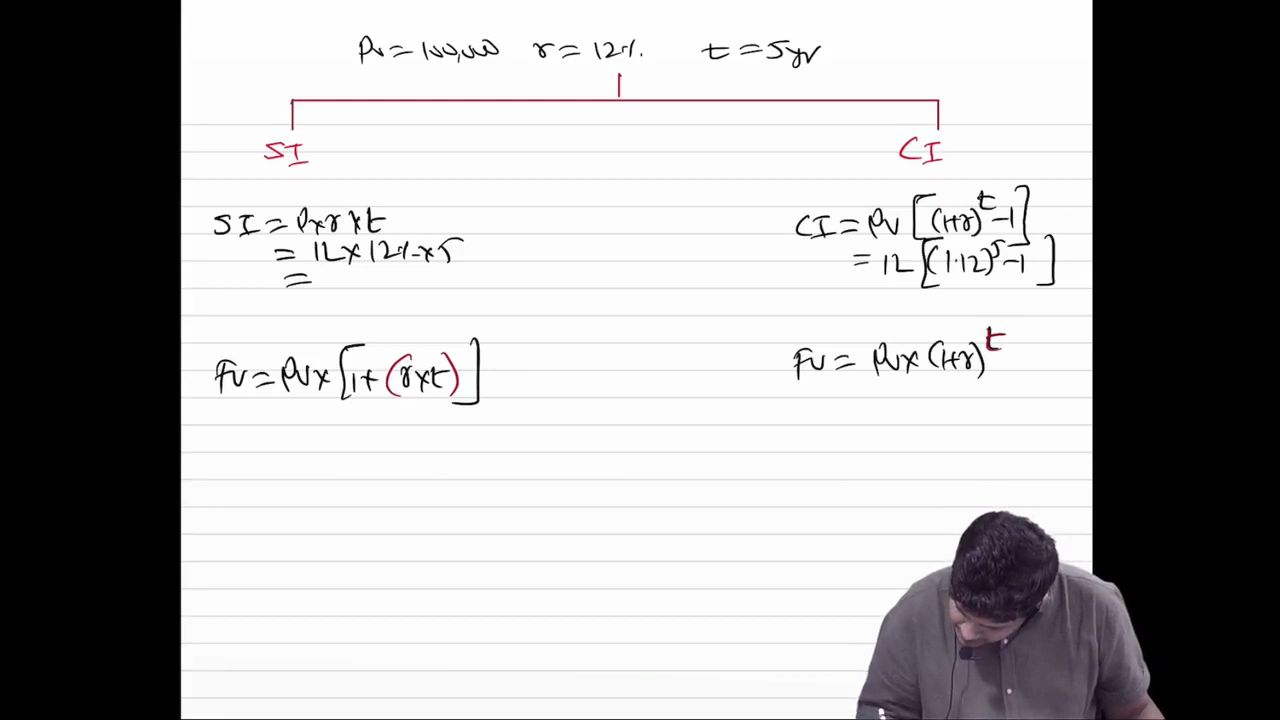 PV = 100,000 r = 12% t = 5yr
SI
CI
SI = P×r×t
= 1L × 12% × 5
=
FV = PV × [1 + (r×t)]
CI = PV [(1+r)^t - 1]
= 1L [(1.12)^5 - 1]
FV = PV × (1+r)^t